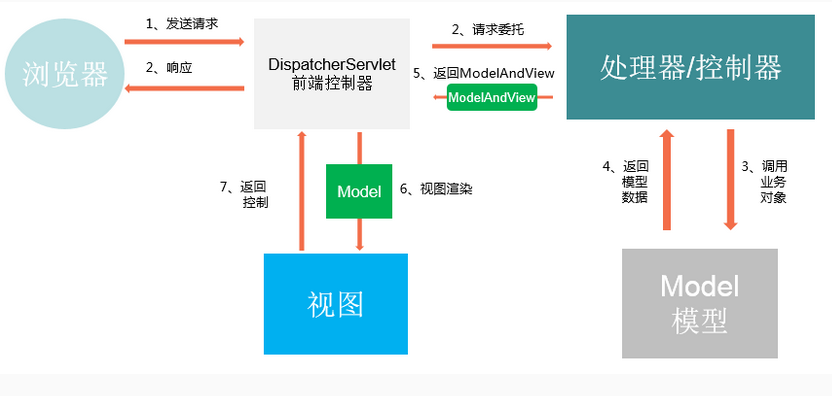 1、发送请求
2、请求委托
浏览器
2、响应
DispatcherServlet
前端控制器
5、返回ModelAndView
ModelAndView
处理器/控制器
7、返回
控制
Model
6、视图渲染
4、返回
模型
数据
3、调用
业务
对象
视图
Model
模型